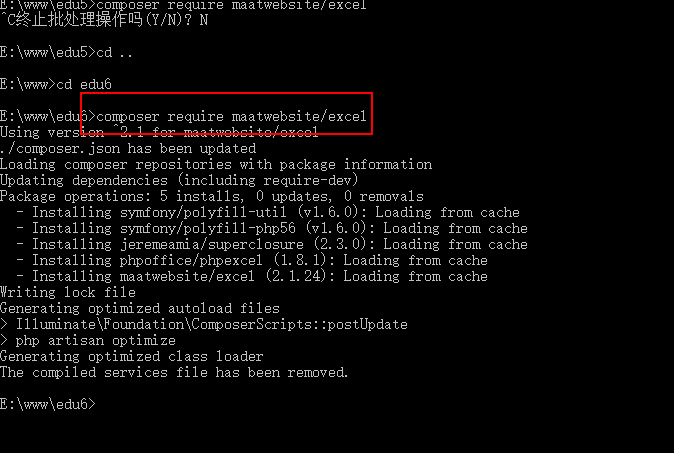 E:\www\edu5>composer require maatwebsite/excel
^C终止批处理操作吗(Y/N)? N
E:\www\edu5>cd ..
E:\www>cd edu6
E:\www\edu6>composer require maatwebsite/excel
Using version ^2.1 for maatwebsite/excel
./composer.json has been updated
Loading composer repositories with package information
Updating dependencies (including require-dev)
Package operations: 5 installs, 0 updates, 0 removals
- Installing symfony/polyfill-util (v1.6.0): Loading from cache
- Installing symfony/polyfill-php56 (v1.6.0): Loading from cache
- Installing jeremeamia/superclosure (2.3.0): Loading from cache
- Installing phpoffice/phpexcel (1.8.1): Loading from cache
- Installing maatwebsite/excel (2.1.24): Loading from cache
Writing lock file
Generating optimized autoload files
> Illuminate\Foundation\ComposerScripts::postUpdate
> php artisan optimize
Generating optimized class loader
The compiled services file has been removed.
E:\www\edu6>